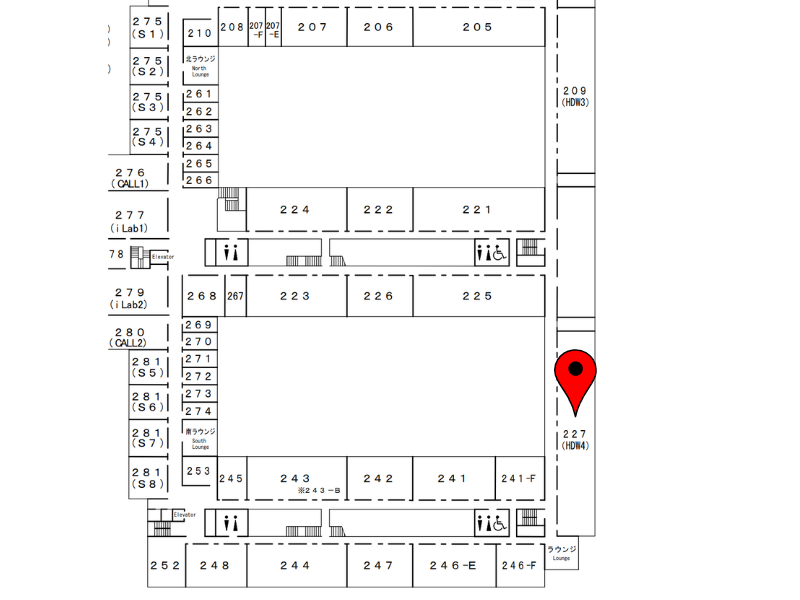 275
(S1)
210
208
207
-F
207
-E
207
206
205
275
(S2)
北ラウンジ
North
Lounge
275
(S3)
261
262
209
(HDW3)
275
(S4)
263
264
265
266
276
(CALL1)
277
(iLab1)
224
222
221
78
Elevator
279
(iLab2)
268
267
223
226
225
280
(CALL2)
269
270
281
(S5)
271
272
281
(S6)
273
274
281
(S7)
南ラウンジ
South
Lounge
227
(HDW4)
281
(S8)
253
245
243
※243-B
242
241
241-F
Elevator
252
248
244
247
246-E
246-F
ラウンジ
Lounge